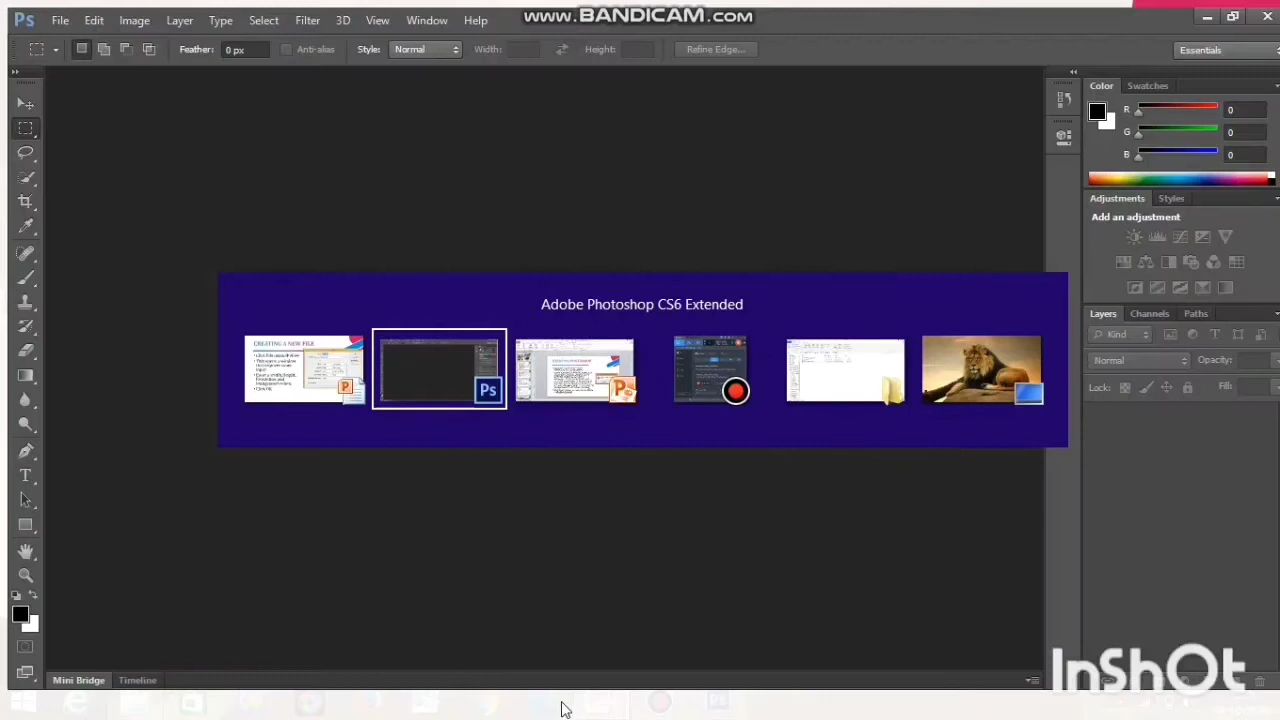 www.BANDICAM.com
Ps File Edit Image Layer Type Select Filter 3D View Window Help
Feather: 0 px Anti-alias Style: Normal Width: Height: Refine Edge... Essentials
Color Swatches
R 0
G 0
B 0
Adjustments Styles
Add an adjustment
Adobe Photoshop CS6 Extended
CREATING A NEW FILE
Ps
Layers Channels Paths
Kind
Normal Opacity:
Lock: Fill:
Mini Bridge Timeline
InShOt